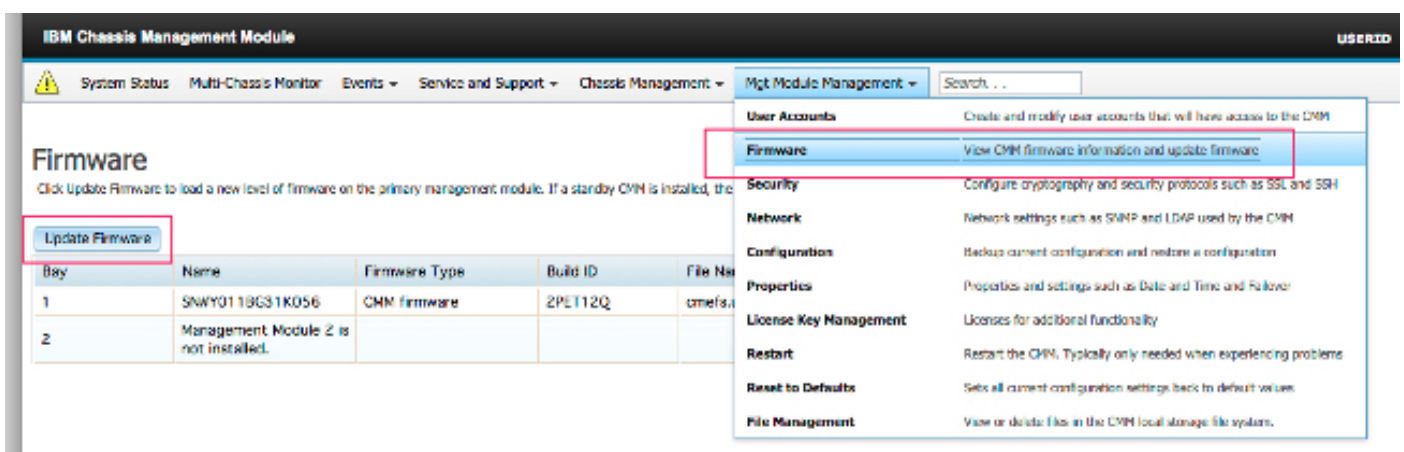 IBM Chassis Management Module
USERID
System Status Multi-Chassis Monitor Events Service and Support Chassis Management Mgt Module Management Search. . .
User Accounts Create and modify user accounts that will have access to the CMM
Firmware View CMM firmware information and update firmware
Security Configure cryptography and security protocols such as SSL and SSH
Network Network settings such as SNMP and LDAP used by the CMM
Configuration Backup current configuration and restore a configuration
Properties Properties and settings such as Date and Time and Failover
License Key Management Licenses for additional functionality
Restart Restart the CMM. Typically only needed when experiencing problems
Reset to Defaults Sets all current configuration settings back to default values
File Management View or delete files in the CMM local storage file system.
Firmware
Click Update Firmware to load a new level of firmware on the primary management module. If a standby CMM is installed, the
Update Firmware
Bay Name Firmware Type Build ID File Na
1 SN#Y011BG31K056 CMM firmware 2PET12Q cmefs.
2 Management Module 2 is
not installed.